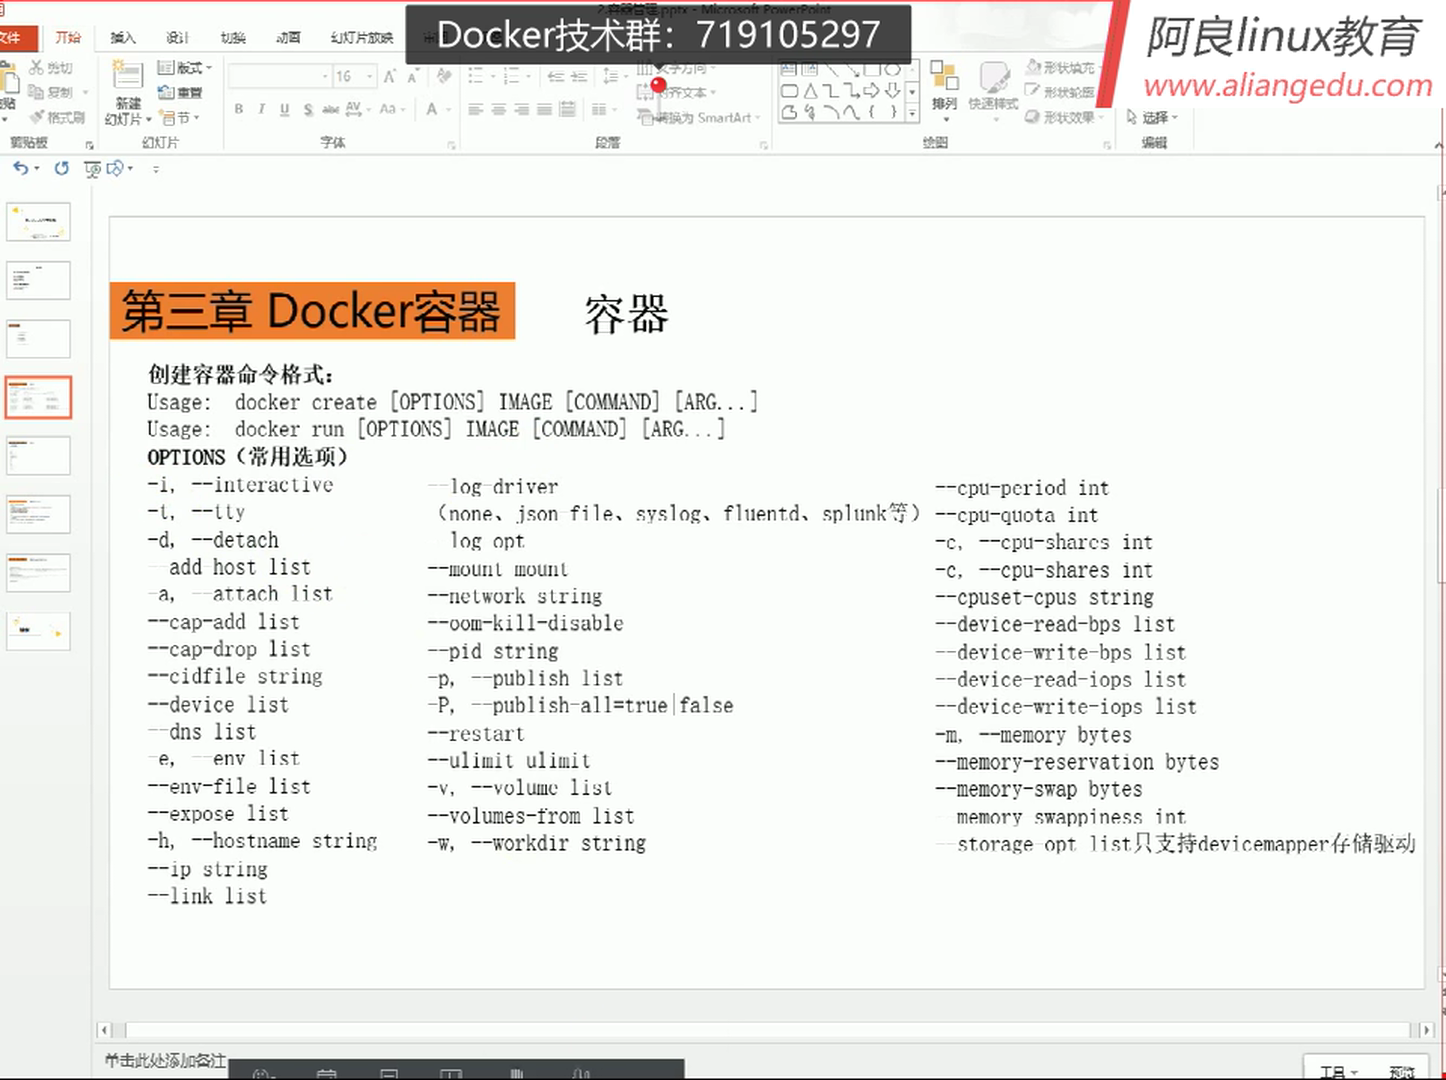 2.容器管理.pptx - Microsoft PowerPoint
Docker技术群：719105297
阿良linux教育
www.aliangedu.com
文件 开始 插入 设计 切换 动画 幻灯片放映
剪切
复制
格式刷
剪贴板
新建
幻灯片
版式
重置
节
幻灯片
16
B I U S abc AV Aa A
字体
文字方向
对齐文本
转换为 SmartArt
段落
排列
快速样式
形状填充
形状轮廓
形状效果
绘图
选择
编辑
第三章 Docker容器
容器
创建容器命令格式：
Usage: docker create [OPTIONS] IMAGE [COMMAND] [ARG...]
Usage: docker run [OPTIONS] IMAGE [COMMAND] [ARG...]
OPTIONS（常用选项）
-i, --interactive
-t, --tty
-d, --detach
--add-host list
-a, --attach list
--cap-add list
--cap-drop list
--cidfile string
--device list
--dns list
-e, --env list
--env-file list
--expose list
-h, --hostname string
--ip string
--link list
--log-driver
（none、json-file、syslog、fluentd、splunk等）
--log-opt
--mount mount
--network string
--oom-kill-disable
--pid string
-p, --publish list
-P, --publish-all=true|false
--restart
--ulimit ulimit
-v, --volume list
--volumes-from list
-w, --workdir string
--cpu-period int
--cpu-quota int
-c, --cpu-shares int
-c, --cpu-shares int
--cpuset-cpus string
--device-read-bps list
--device-write-bps list
--device-read-iops list
--device-write-iops list
-m, --memory bytes
--memory-reservation bytes
--memory-swap bytes
--memory-swappiness int
--storage-opt list只支持devicemapper存储驱动
单击此处添加备注
工具 预览